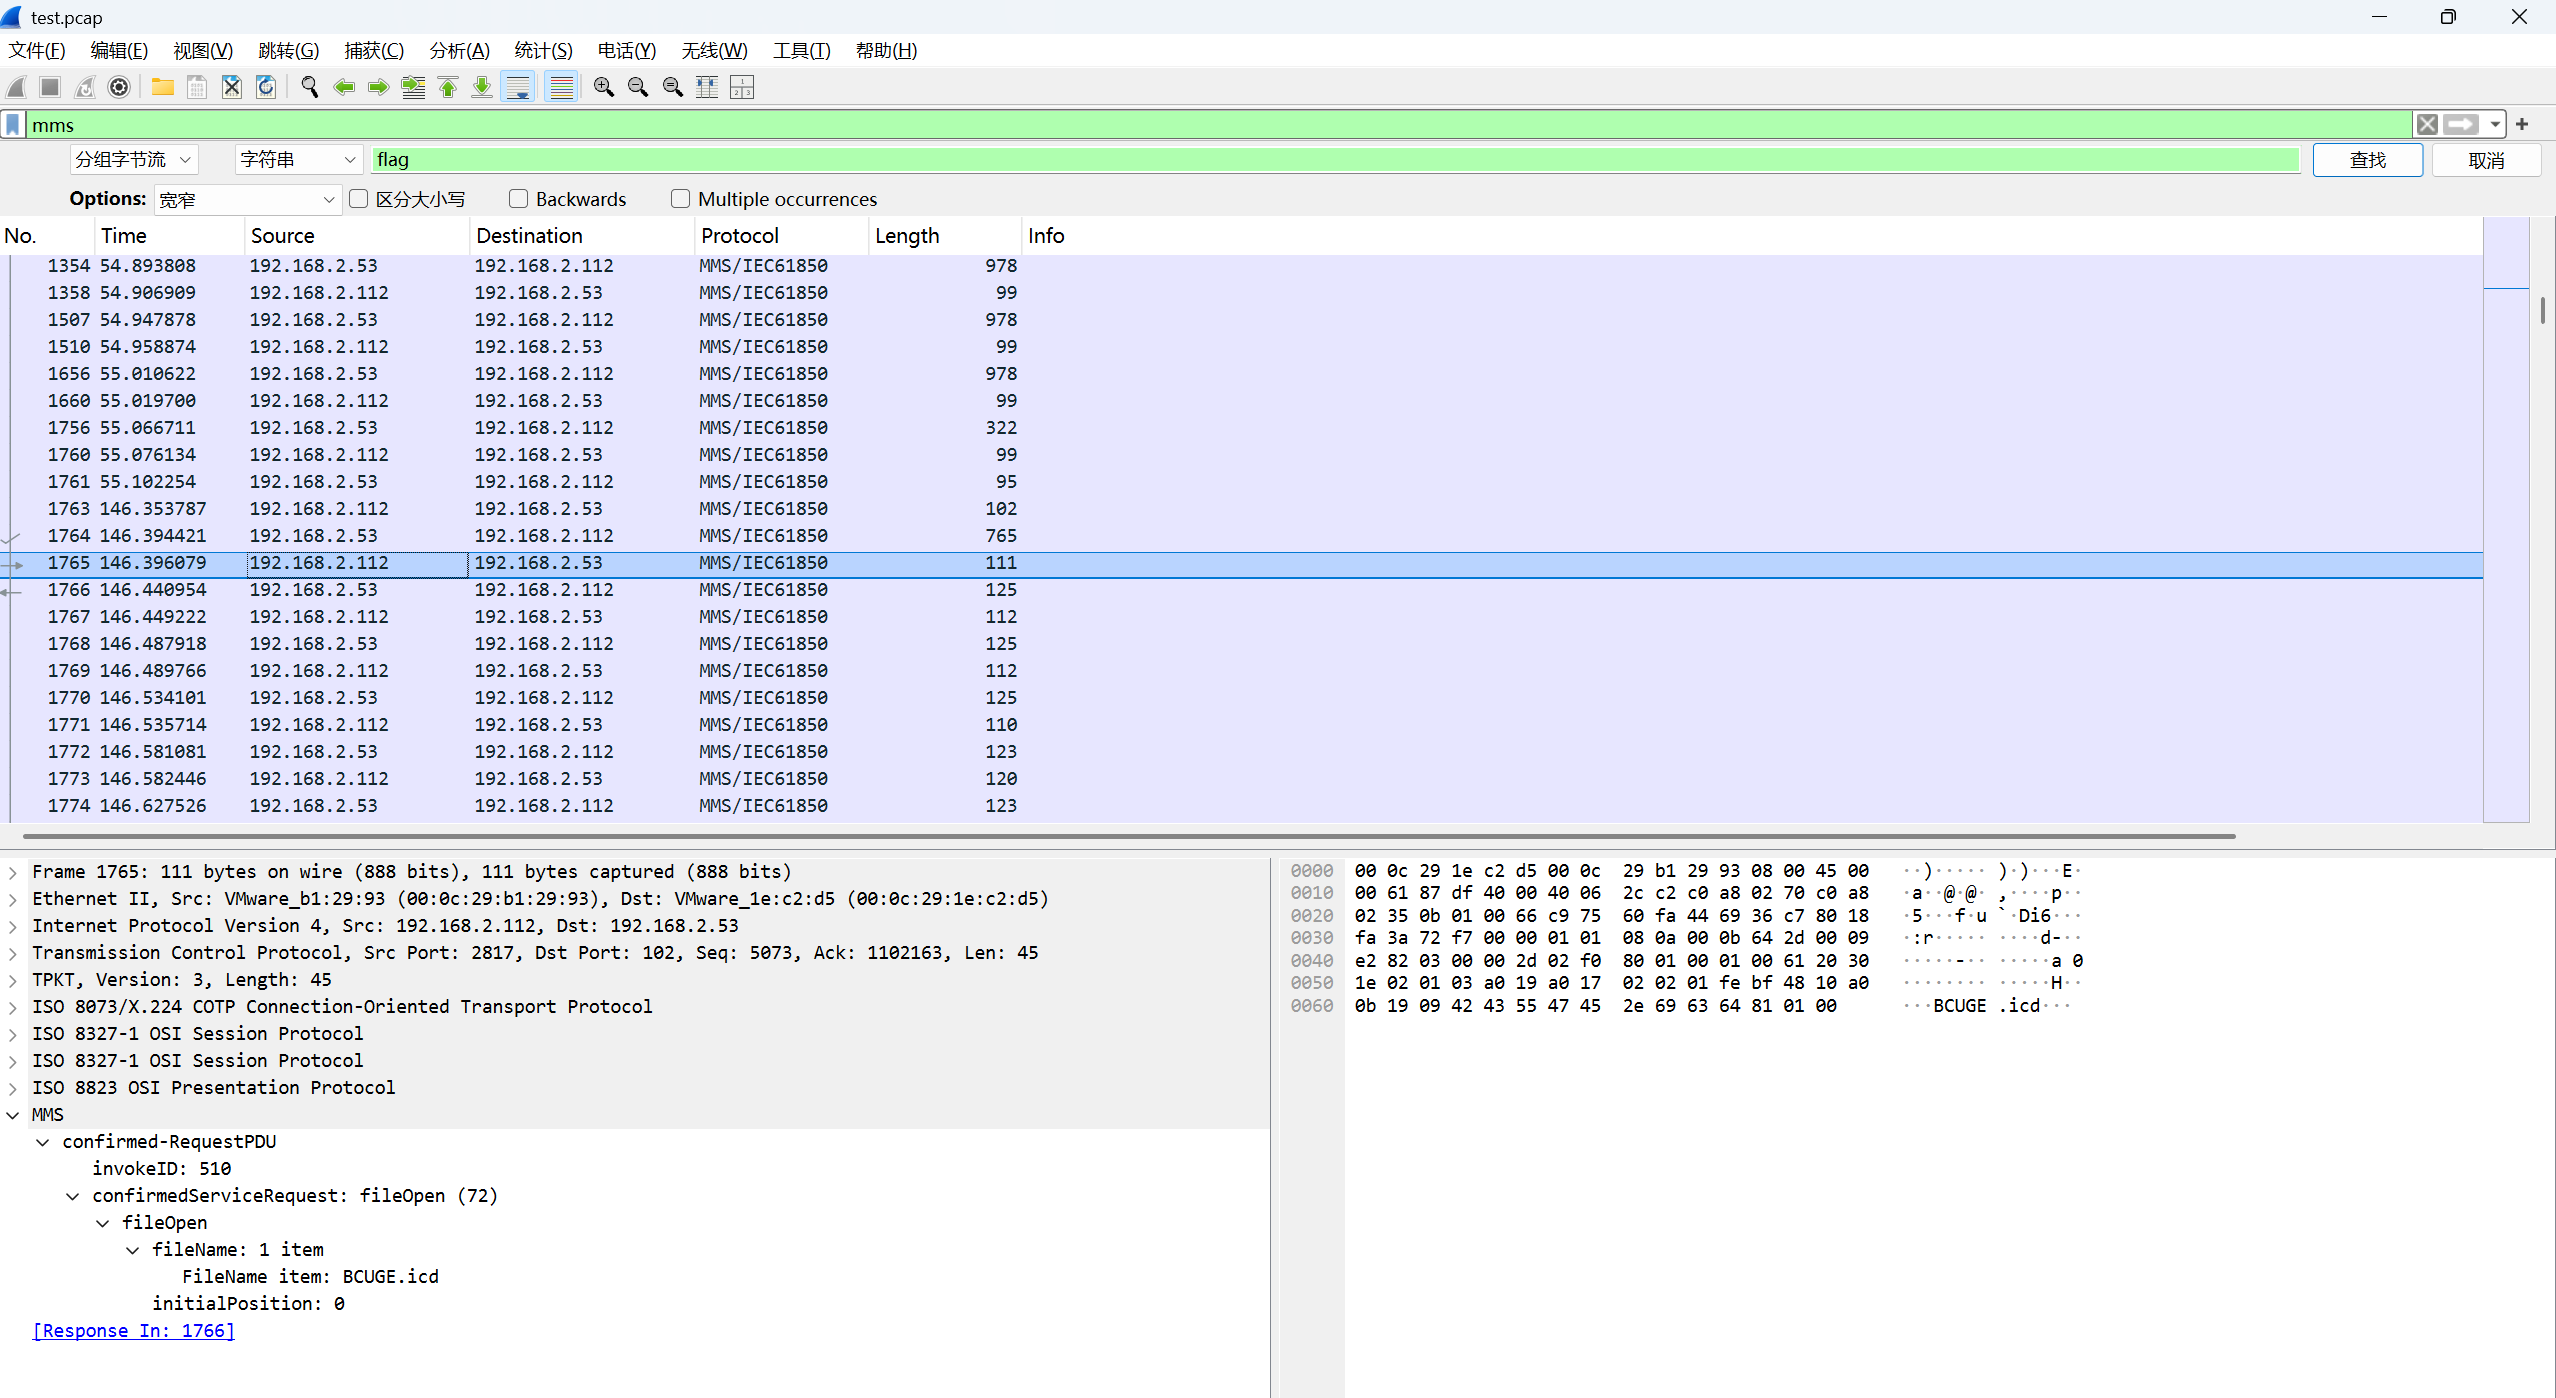 test.pcap
文件(F) 编辑(E) 视图(V) 跳转(G) 捕获(C) 分析(A) 统计(S) 电话(Y) 无线(W) 工具(T) 帮助(H)
mms
分组字节流 字符串 flag 查找 取消
Options: 宽窄 区分大小写 Backwards Multiple occurrences
No. Time Source Destination Protocol Length Info
1354 54.893808 192.168.2.53 192.168.2.112 MMS/IEC61850 978
1358 54.906909 192.168.2.112 192.168.2.53 MMS/IEC61850 99
1507 54.947878 192.168.2.53 192.168.2.112 MMS/IEC61850 978
1510 54.958874 192.168.2.112 192.168.2.53 MMS/IEC61850 99
1656 55.010622 192.168.2.53 192.168.2.112 MMS/IEC61850 978
1660 55.019700 192.168.2.112 192.168.2.53 MMS/IEC61850 99
1756 55.066711 192.168.2.53 192.168.2.112 MMS/IEC61850 322
1760 55.076134 192.168.2.112 192.168.2.53 MMS/IEC61850 99
1761 55.102254 192.168.2.53 192.168.2.112 MMS/IEC61850 95
1763 146.353787 192.168.2.112 192.168.2.53 MMS/IEC61850 102
1764 146.394421 192.168.2.53 192.168.2.112 MMS/IEC61850 765
1765 146.396079 192.168.2.112 192.168.2.53 MMS/IEC61850 111
1766 146.440954 192.168.2.53 192.168.2.112 MMS/IEC61850 125
1767 146.449222 192.168.2.112 192.168.2.53 MMS/IEC61850 112
1768 146.487918 192.168.2.53 192.168.2.112 MMS/IEC61850 125
1769 146.489766 192.168.2.112 192.168.2.53 MMS/IEC61850 112
1770 146.534101 192.168.2.53 192.168.2.112 MMS/IEC61850 125
1771 146.535714 192.168.2.112 192.168.2.53 MMS/IEC61850 110
1772 146.581081 192.168.2.53 192.168.2.112 MMS/IEC61850 123
1773 146.582446 192.168.2.112 192.168.2.53 MMS/IEC61850 120
1774 146.627526 192.168.2.53 192.168.2.112 MMS/IEC61850 123
Frame 1765: 111 bytes on wire (888 bits), 111 bytes captured (888 bits)
Ethernet II, Src: VMware_b1:29:93 (00:0c:29:b1:29:93), Dst: VMware_1e:c2:d5 (00:0c:29:1e:c2:d5)
Internet Protocol Version 4, Src: 192.168.2.112, Dst: 192.168.2.53
Transmission Control Protocol, Src Port: 2817, Dst Port: 102, Seq: 5073, Ack: 1102163, Len: 45
TPKT, Version: 3, Length: 45
ISO 8073/X.224 COTP Connection-Oriented Transport Protocol
ISO 8327-1 OSI Session Protocol
ISO 8327-1 OSI Session Protocol
ISO 8823 OSI Presentation Protocol
MMS
confirmed-RequestPDU
invokeID: 510
confirmedServiceRequest: fileOpen (72)
fileOpen
fileName: 1 item
FileName item: BCUGE.icd
initialPosition: 0
[Response In: 1766]
0000 00 0c 29 1e c2 d5 00 0c 29 b1 29 93 08 00 45 00 ··)····· )·)···E·
0010 00 61 87 df 40 00 40 06 2c c2 c0 a8 02 70 c0 a8 ·a··@·@· ,····p··
0020 02 35 0b 01 00 66 c9 75 60 fa 44 69 36 c7 80 18 ·5···f·u `·Di6···
0030 fa 3a 72 f7 00 00 01 01 08 0a 00 0b 64 2d 00 09 ·:r····· ····d-··
0040 e2 82 03 00 00 2d 02 f0 80 01 00 01 00 61 20 30 ·····-·· ·····a 0
0050 1e 02 01 03 a0 19 a0 17 02 02 01 fe bf 48 10 a0 ········ ·····H··
0060 0b 19 09 42 43 55 47 45 2e 69 63 64 81 01 00 ···BCUGE .icd···